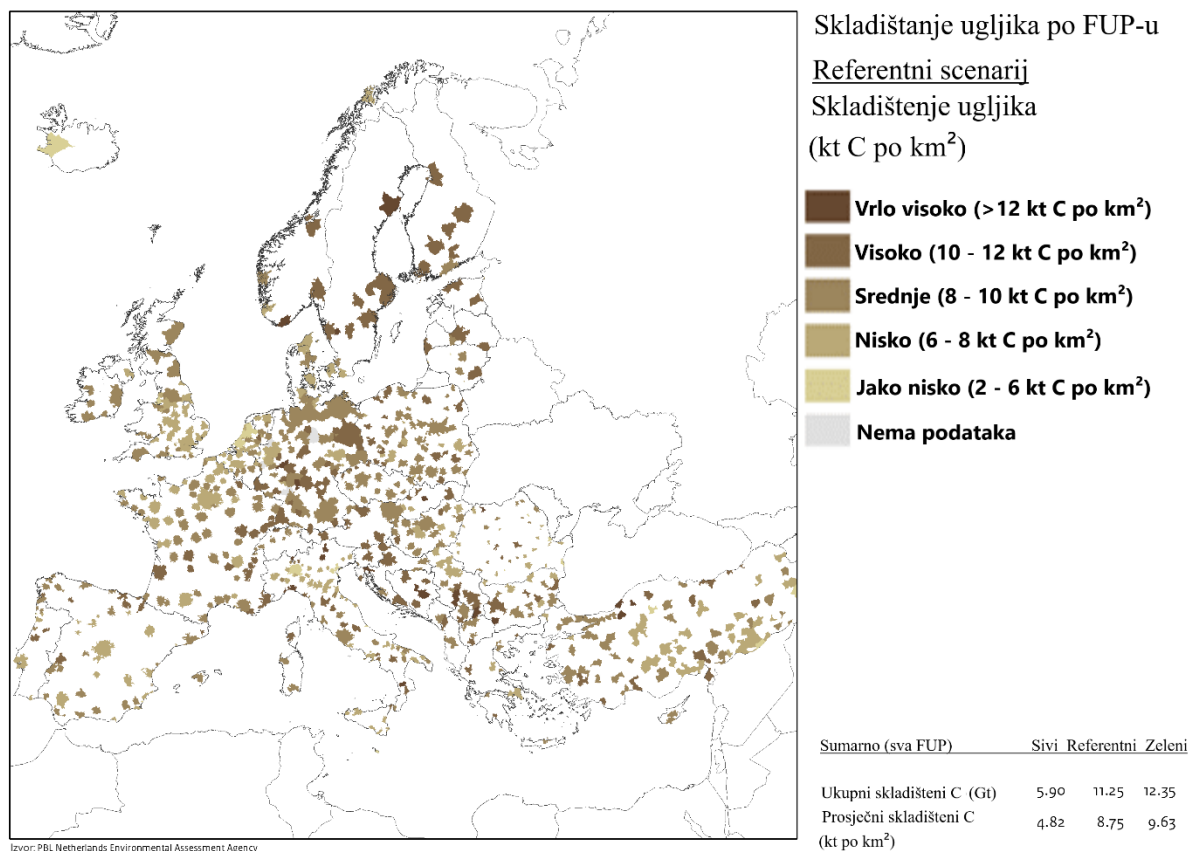 Skladištanje ugljika po FUP-u
Referentni scenarij
Skladištenje ugljika
(kt C po km²)
Vrlo visoko (>12 kt C po km²)
Visoko (10 - 12 kt C po km²)
Srednje (8 - 10 kt C po km²)
Nisko (6 - 8 kt C po km²)
Jako nisko (2 - 6 kt C po km²)
Nema podataka
Sumarno (sva FUP) Sivi Referentni Zeleni
Ukupni skladišteni C (Gt) 5.90 11.25 12.35
Prosječni skladišteni C
(kt po km²) 4.82 8.75 9.63
Izvor: PBL Netherlands Environmental Assessment Agency